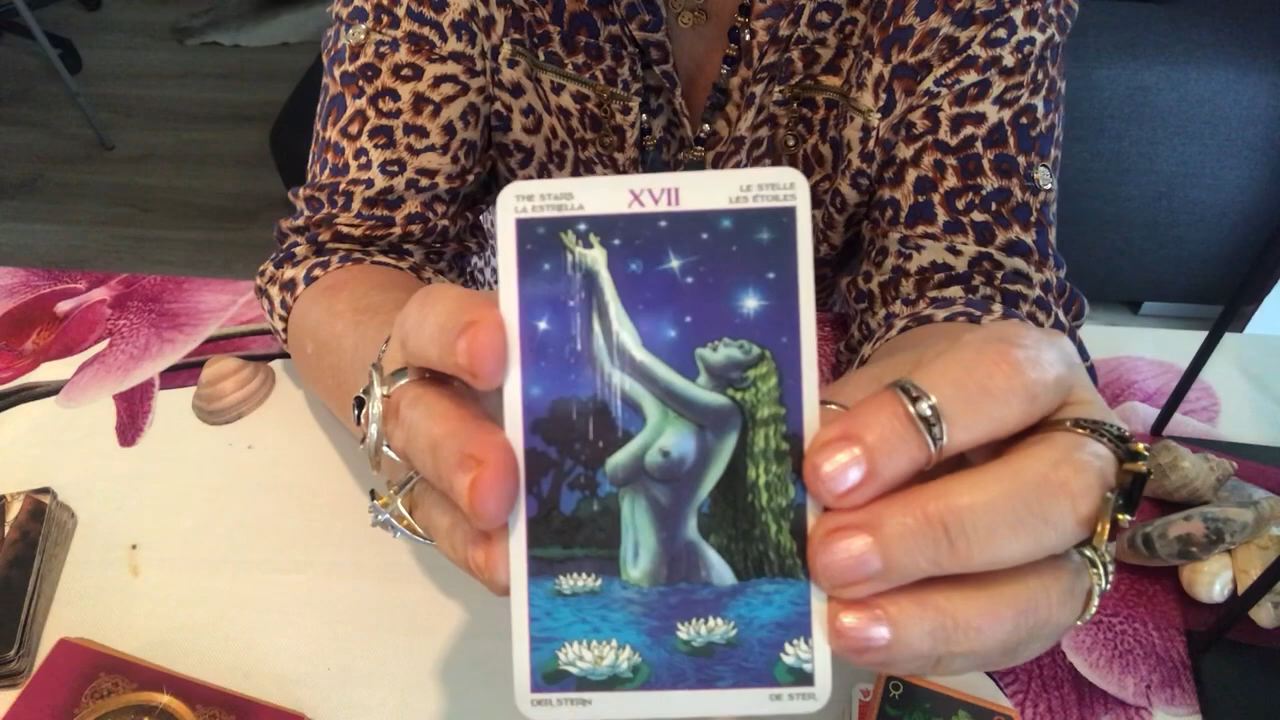 THE STARS
LA ESTRELLA
XVII
LE STELLE
LES ÉTOILES
DER STERN
DE STER